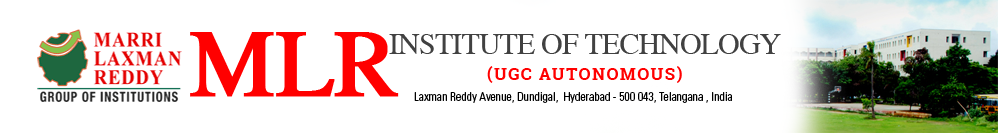 MARRI
LAXMAN
REDDY
GROUP OF INSTITUTIONS
MLR INSTITUTE OF TECHNOLOGY
(UGC AUTONOMOUS)
Laxman Reddy Avenue, Dundigal, Hyderabad - 500 043, Telangana , India